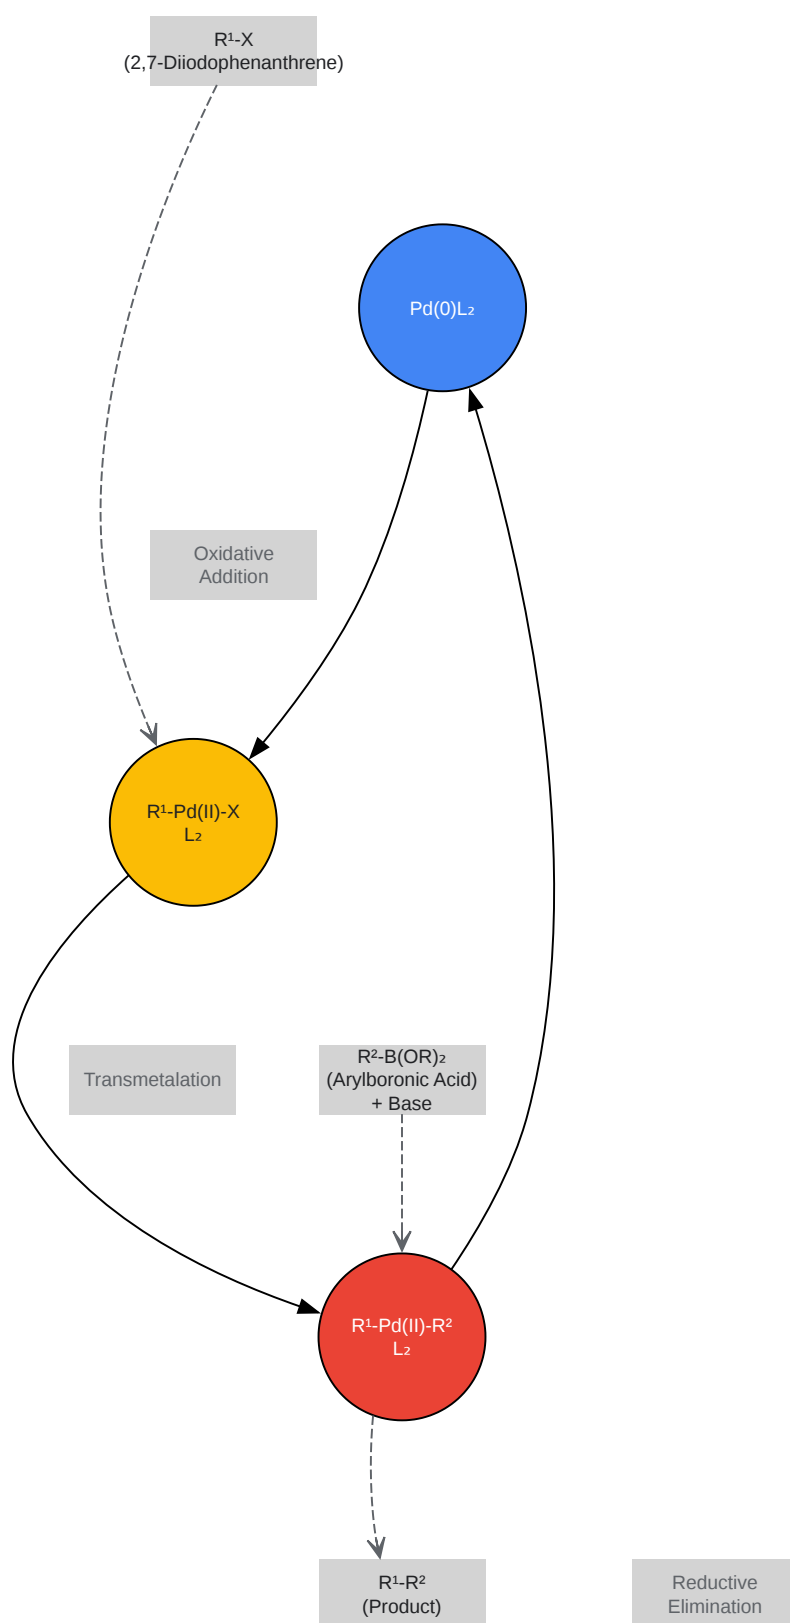 R¹-X
(2,7-Diiodophenanthrene)
Pd(0)L₂
Oxidative
Addition
R¹-Pd(II)-X
L₂
Transmetalation
R²-B(OR)₂
(Arylboronic Acid)
+ Base
R¹-Pd(II)-R²
L₂
R¹-R²
(Product)
Reductive
Elimination